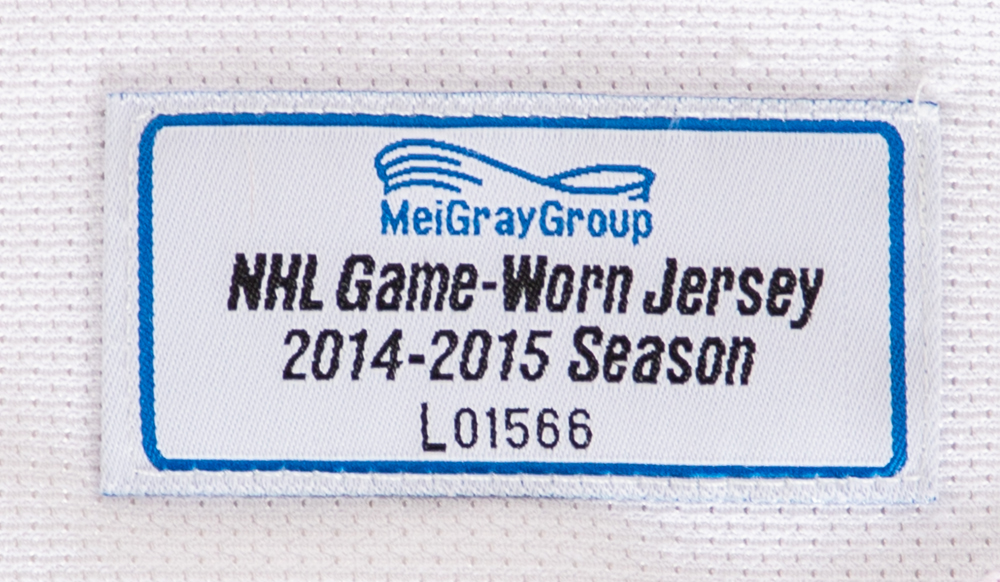 MeiGrayGroup
NHL Game-Worn Jersey
2014-2015 Season
L01566